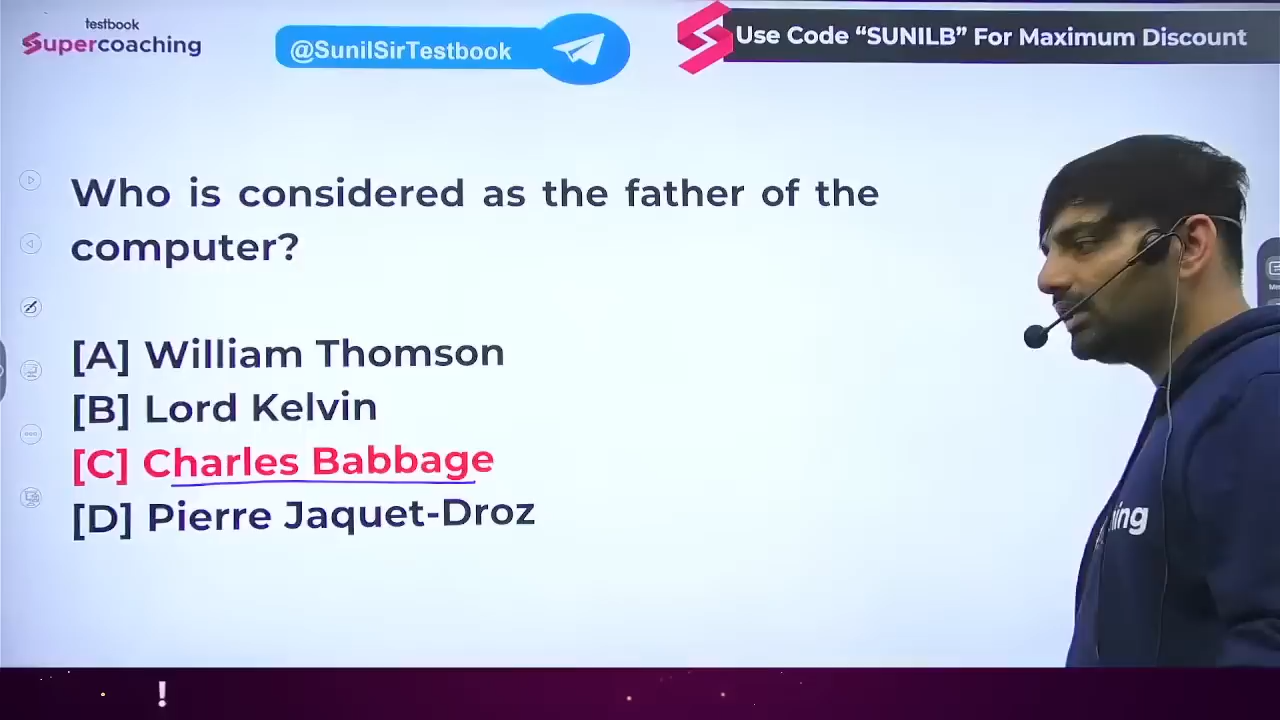 testbook
Supercoaching
@SunilSirTestbook
Use Code “SUNILB” For Maximum Discount
Who is considered as the father of the
computer?
[A] William Thomson
[B] Lord Kelvin
[C] Charles Babbage
[D] Pierre Jaquet-Droz
ing
!